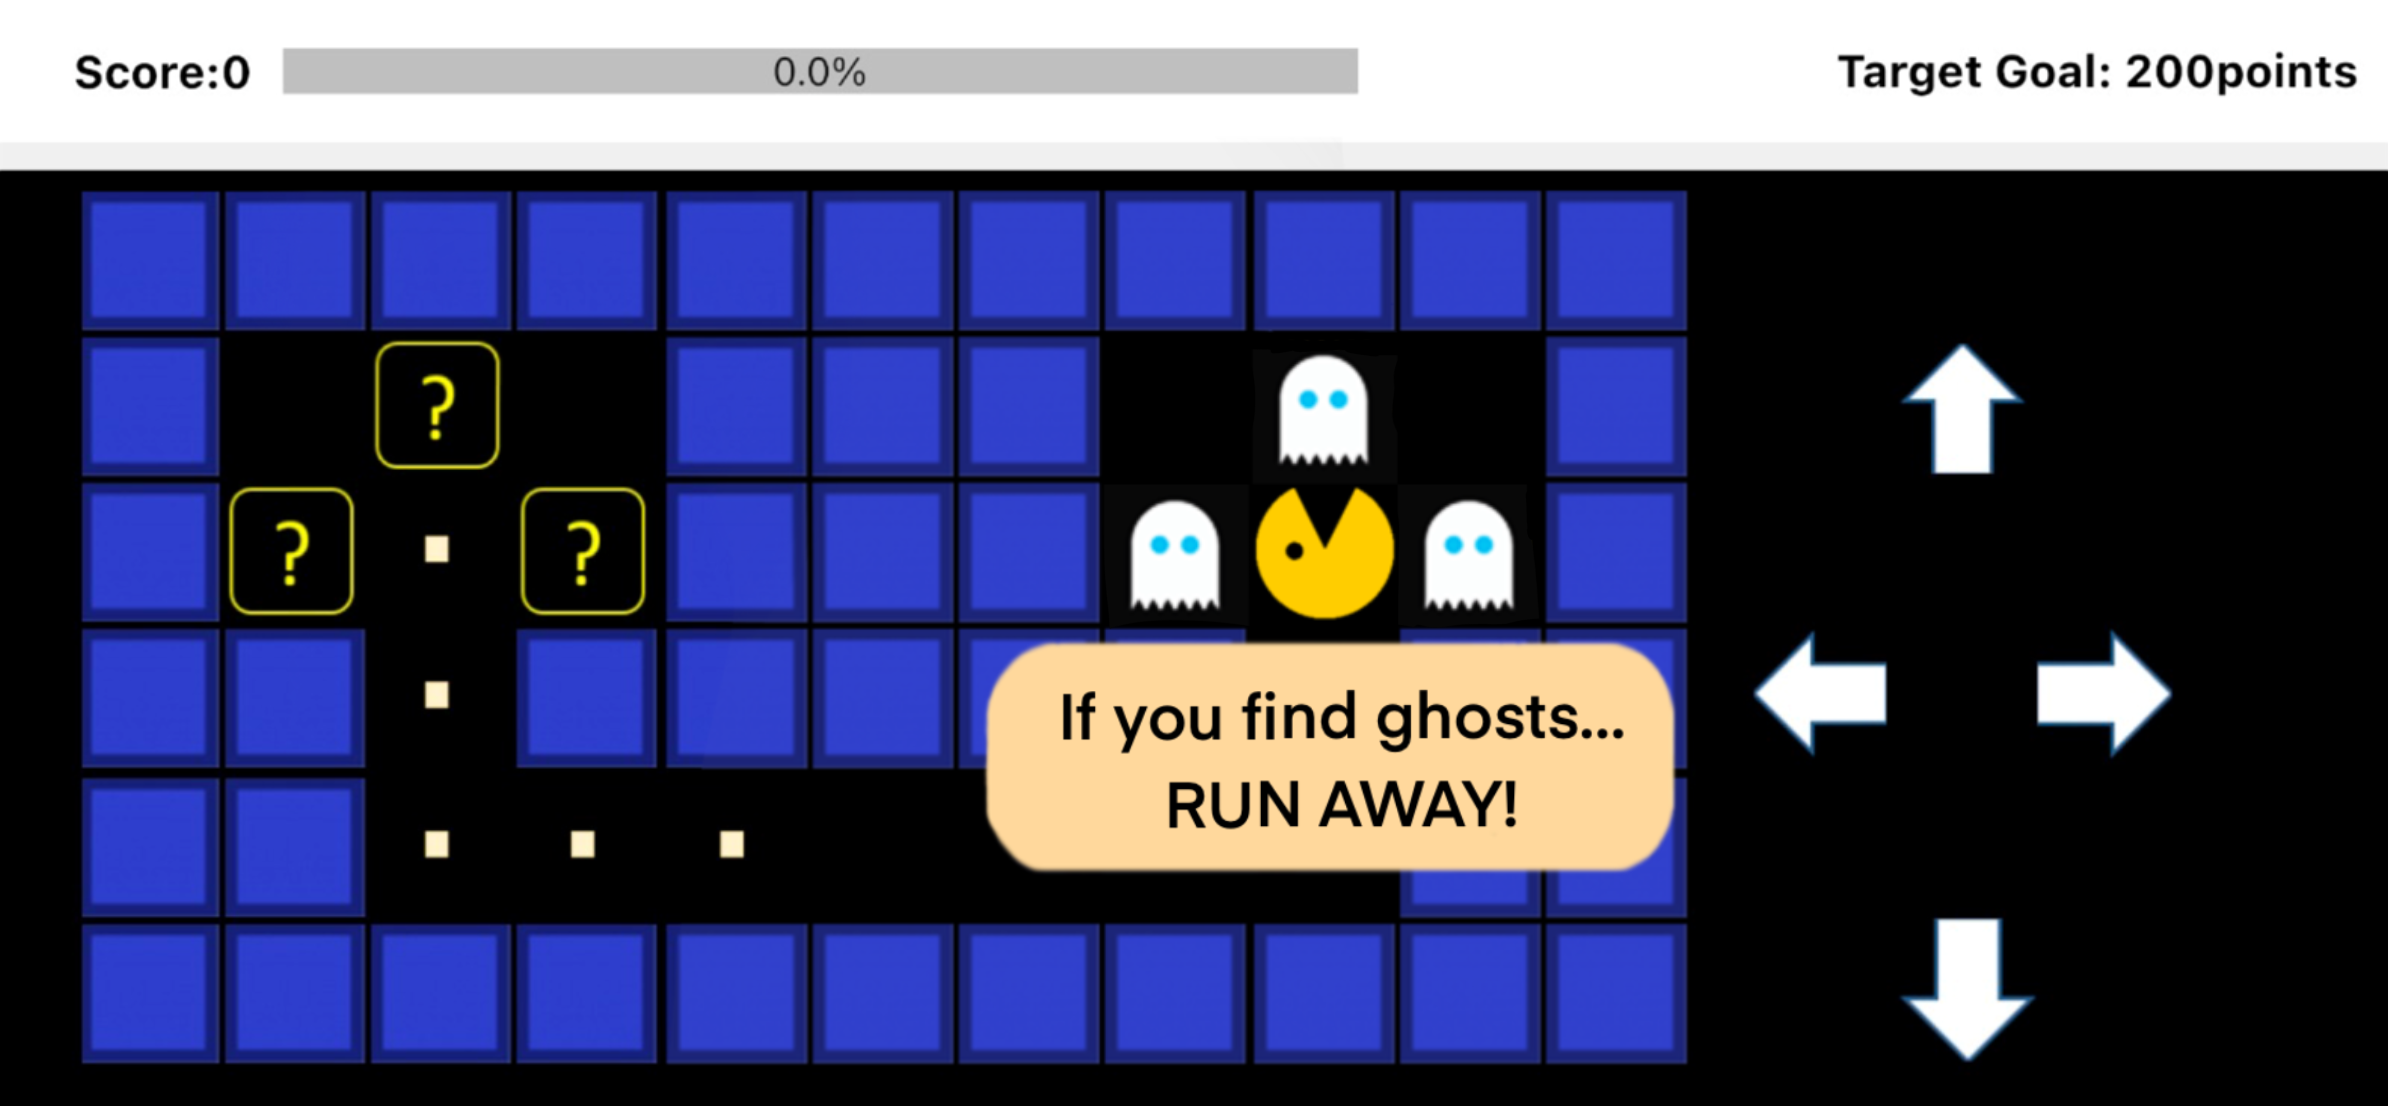 Score:0
0.0%
Target Goal: 200points
?
? ?
If you find ghosts...
RUN AWAY!